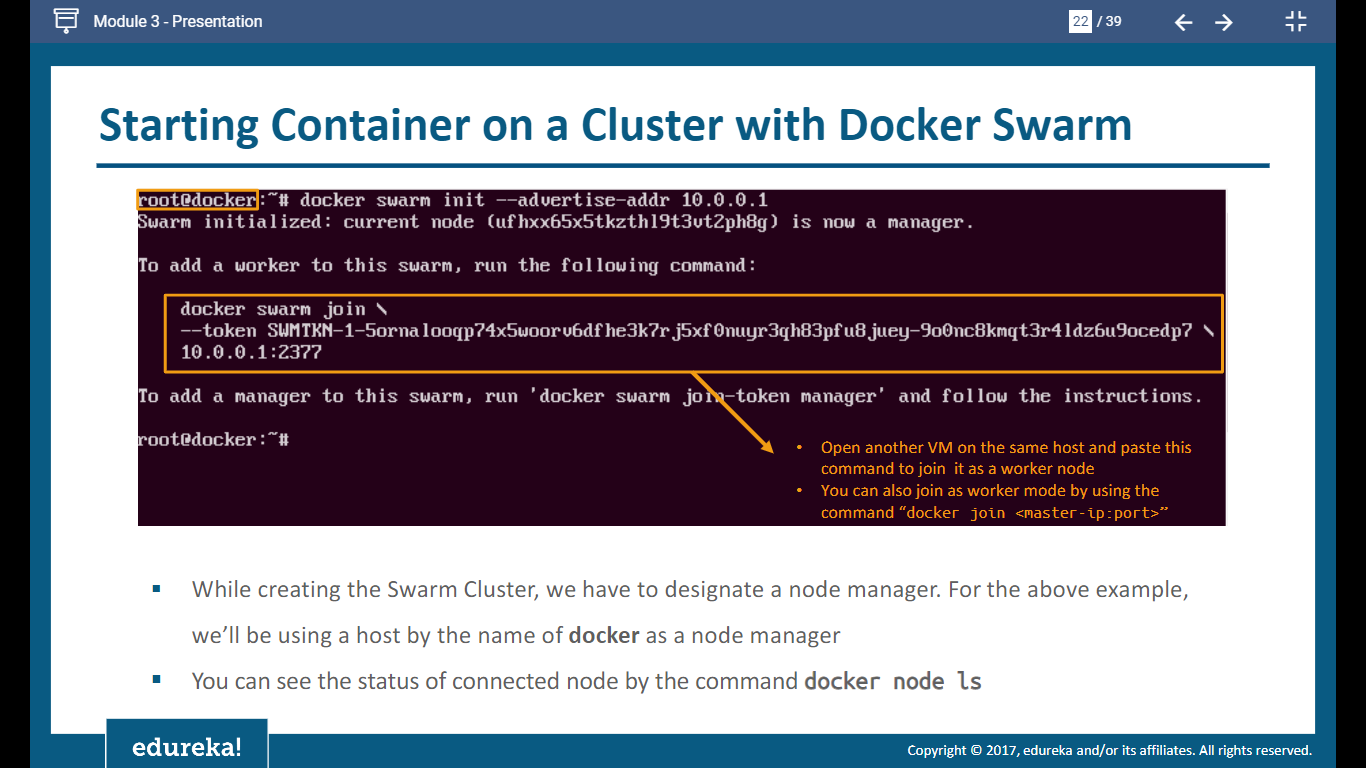 Module 3 - Presentation
22 / 39
Starting Container on a Cluster with Docker Swarm
root@docker:~# docker swarm init --advertise-addr 10.0.0.1
Swarm initialized: current node (ufhxx65x5tkzthl9t3vt2ph8g) is now a manager.
To add a worker to this swarm, run the following command:
docker swarm join \
--token SWMTKN-1-5ornalooqp74x5woorv6dfhe3k7rj5xf0nuyr3qh83pfu8juey-9o0nc8kmqt3r4ldz6u9ocedp7 \
10.0.0.1:2377
To add a manager to this swarm, run 'docker swarm join-token manager' and follow the instructions.
root@docker:~#
• Open another VM on the same host and paste this
command to join it as a worker node
• You can also join as worker mode by using the
command “docker join <master-ip:port>”
▪ While creating the Swarm Cluster, we have to designate a node manager. For the above example,
we’ll be using a host by the name of docker as a node manager
▪ You can see the status of connected node by the command docker node ls
edureka!
Copyright © 2017, edureka and/or its affiliates. All rights reserved.